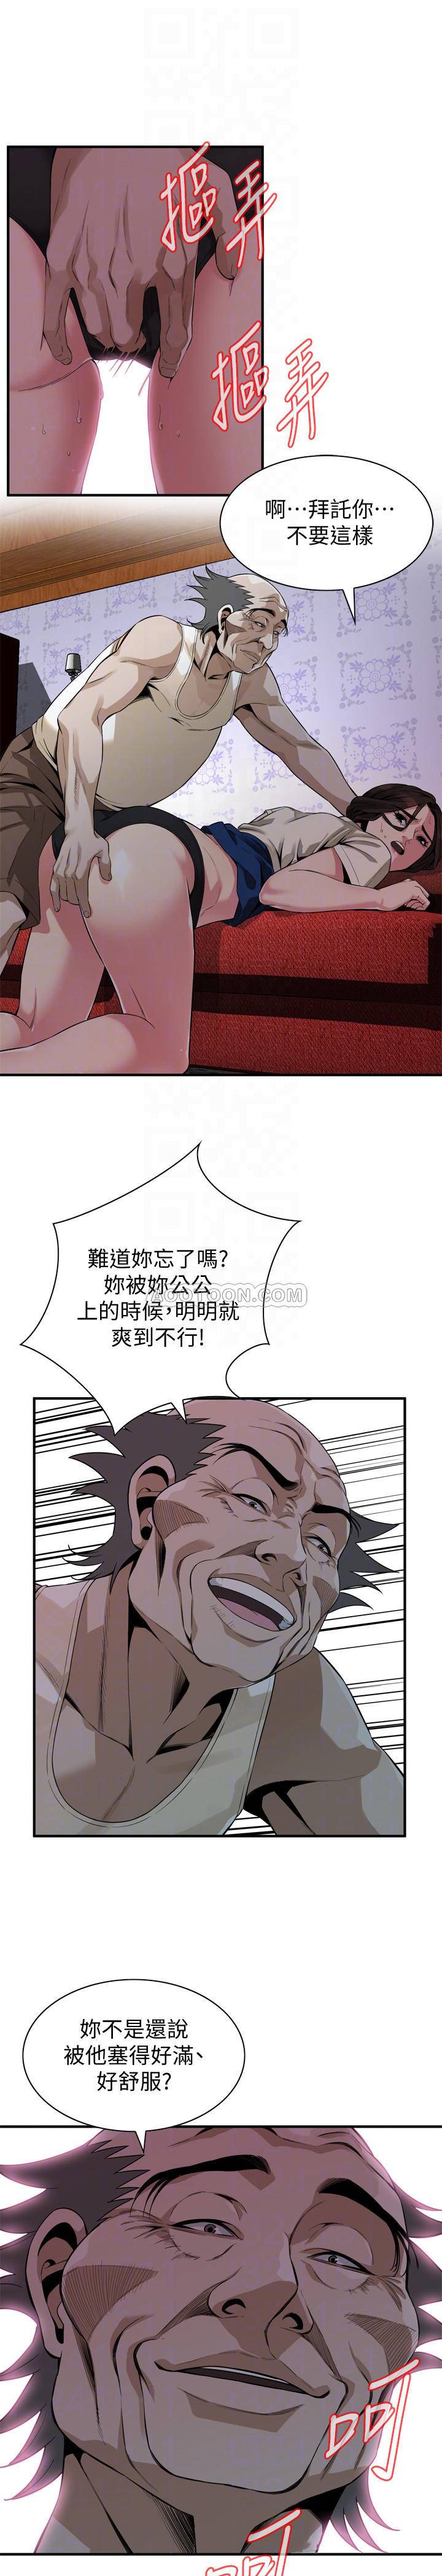 摳弄
摳弄
啊⋯拜託你⋯
不要這樣
難道妳忘了嗎?
妳被妳公公
上的時候,明明就
爽到不行!
妳不是還說
被他塞得好滿、
好舒服?
呵
呵